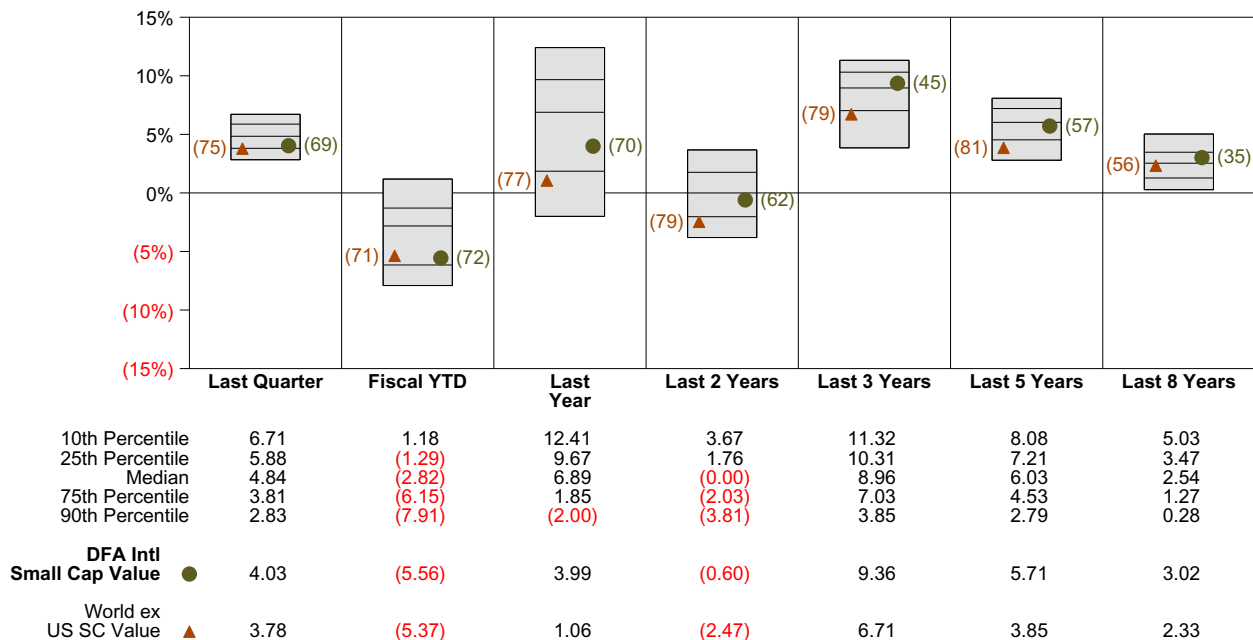 15%
10%
5%
0%
(5%)
(10%)
(15%)
(75) (69)
(71) (72)
(77) (70)
(79) (62)
(79) (45)
(81) (57)
(56) (35)
Last Quarter Fiscal YTD Last Year Last 2 Years Last 3 Years Last 5 Years Last 8 Years
10th Percentile 6.71 1.18 12.41 3.67 11.32 8.08 5.03
25th Percentile 5.88 (1.29) 9.67 1.76 10.31 7.21 3.47
Median 4.84 (2.82) 6.89 (0.00) 8.96 6.03 2.54
75th Percentile 3.81 (6.15) 1.85 (2.03) 7.03 4.53 1.27
90th Percentile 2.83 (7.91) (2.00) (3.81) 3.85 2.79 0.28
DFA Intl
Small Cap Value 4.03 (5.56) 3.99 (0.60) 9.36 5.71 3.02
World ex
US SC Value 3.78 (5.37) 1.06 (2.47) 6.71 3.85 2.33